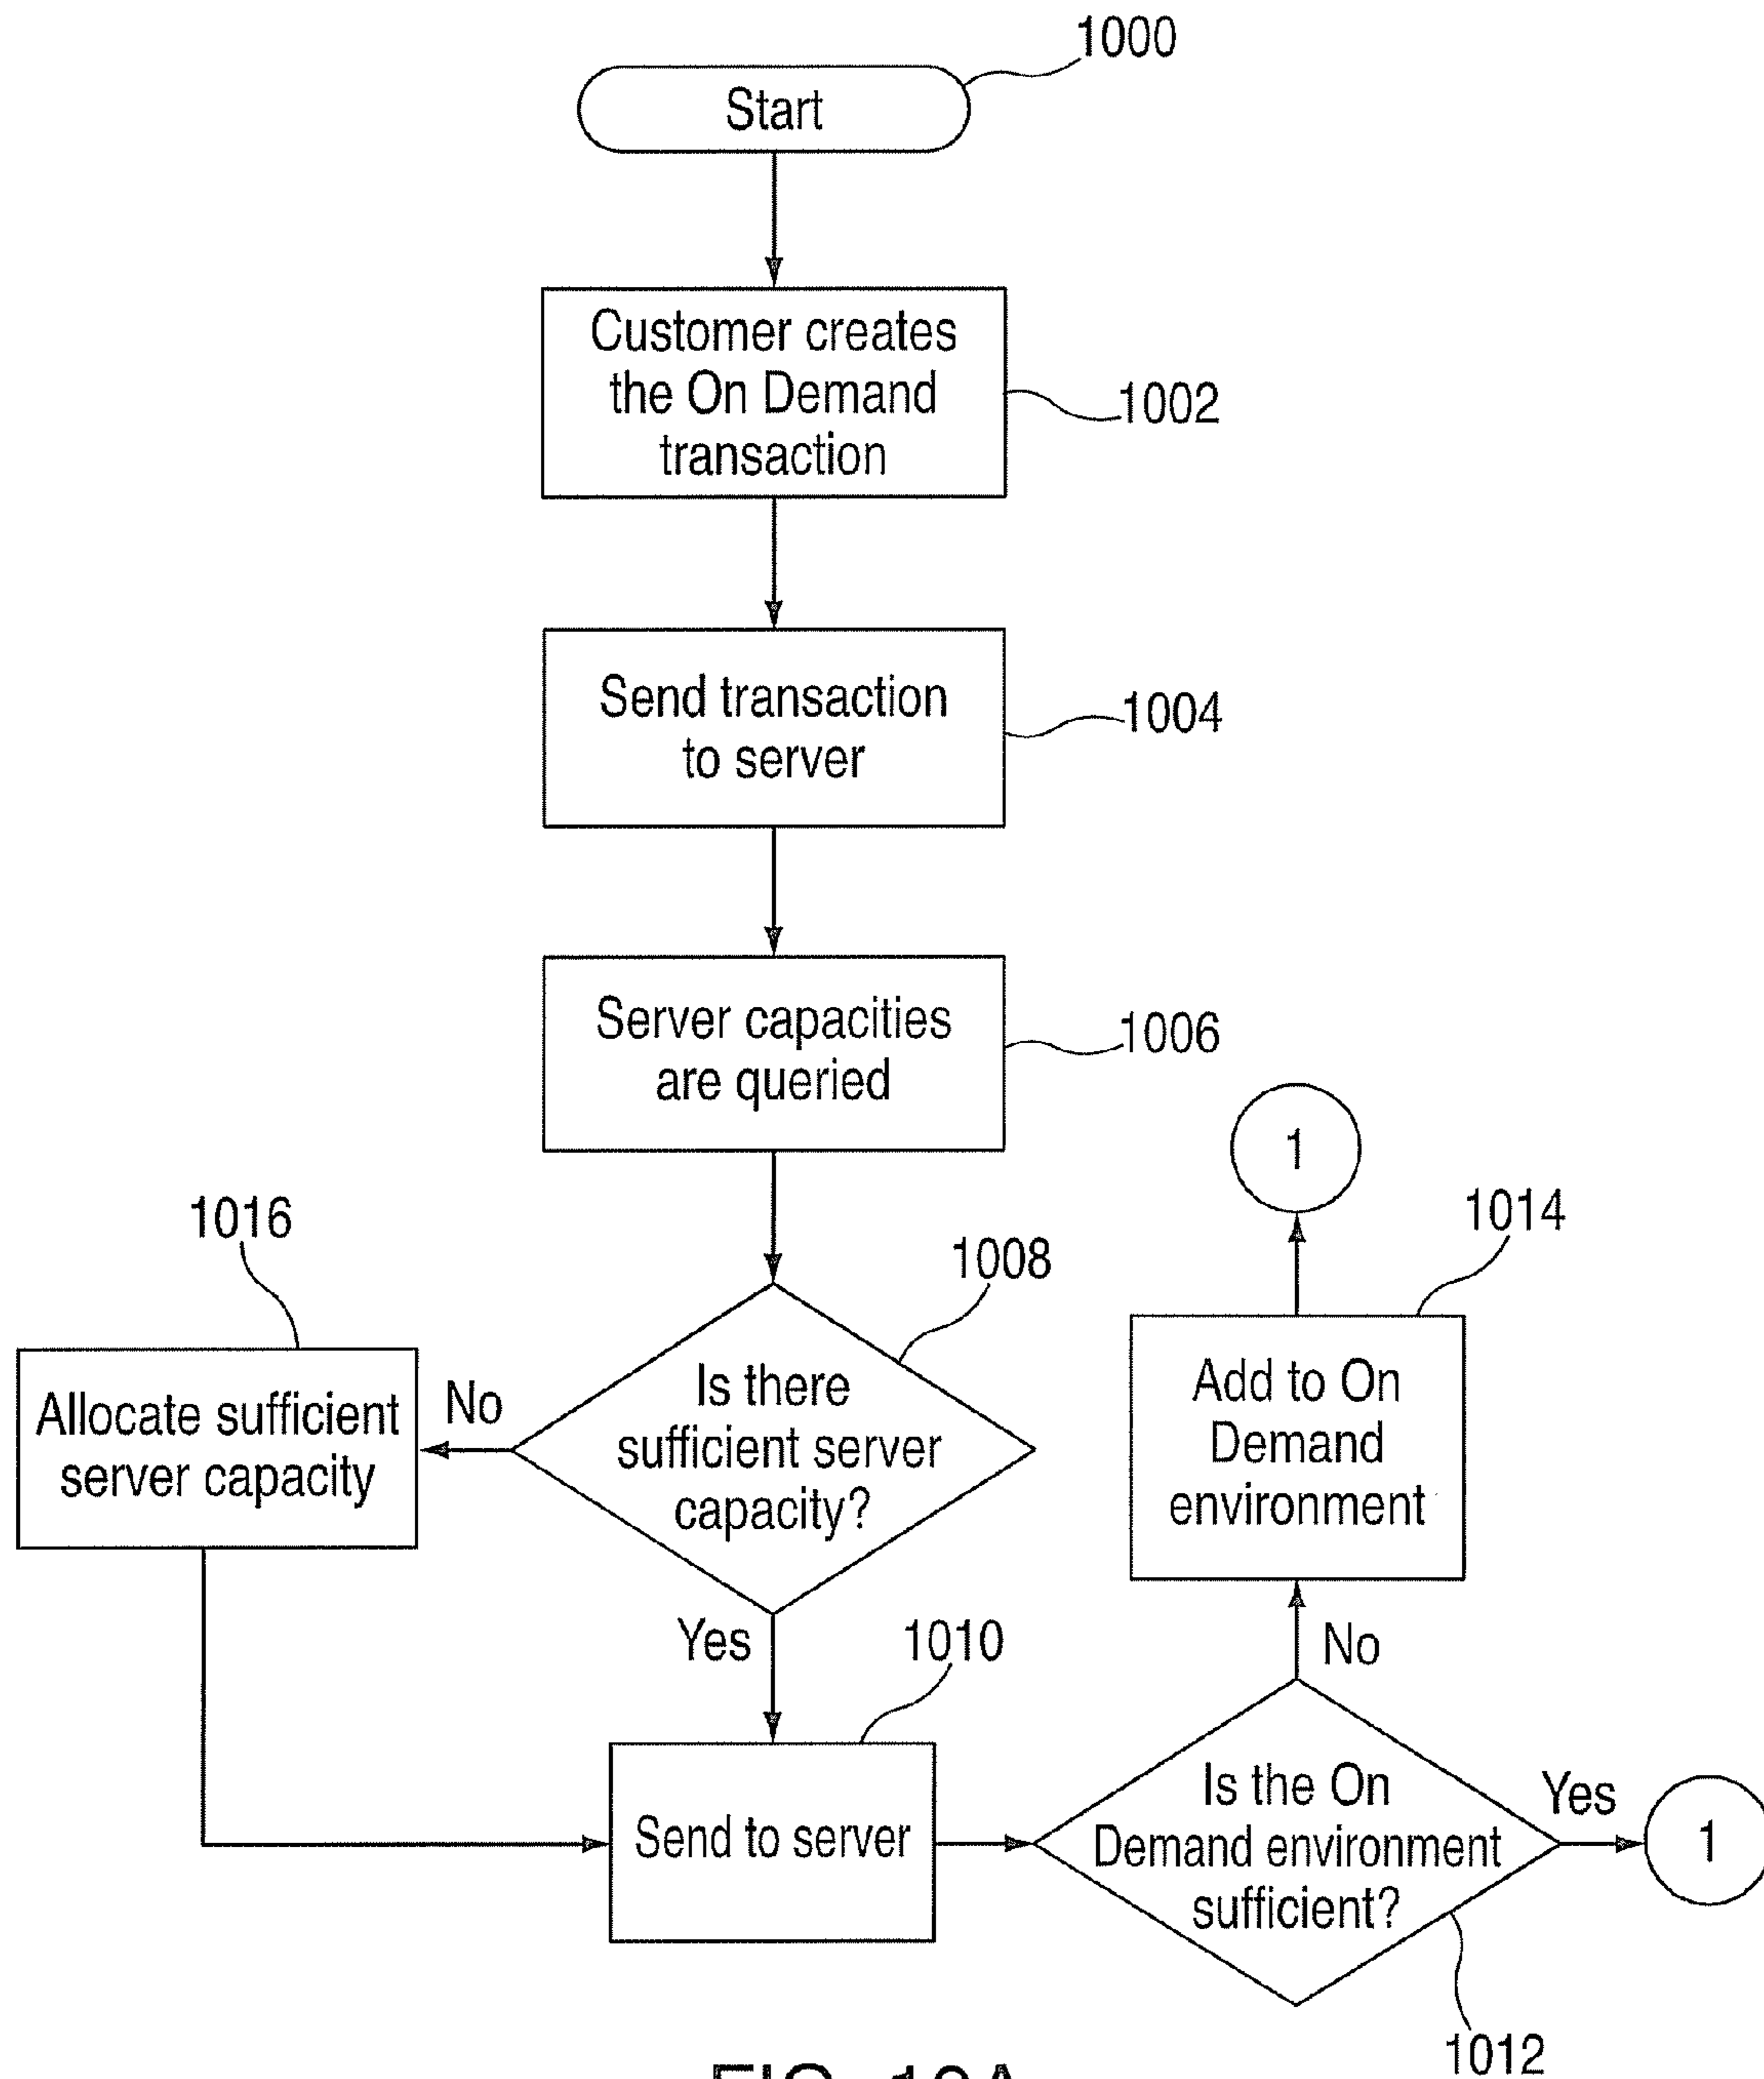 1000
Start
Customer creates
the On Demand
transaction
1002
Send transaction
to server
1004
Server capacities
are queried
1006
1
1016
1014
1008
Allocate sufficient
server capacity
No
Is there
sufficient server
capacity?
Add to On
Demand
environment
Yes
1010
No
Send to server
Is the On
Demand environment
sufficient?
Yes
1
1012